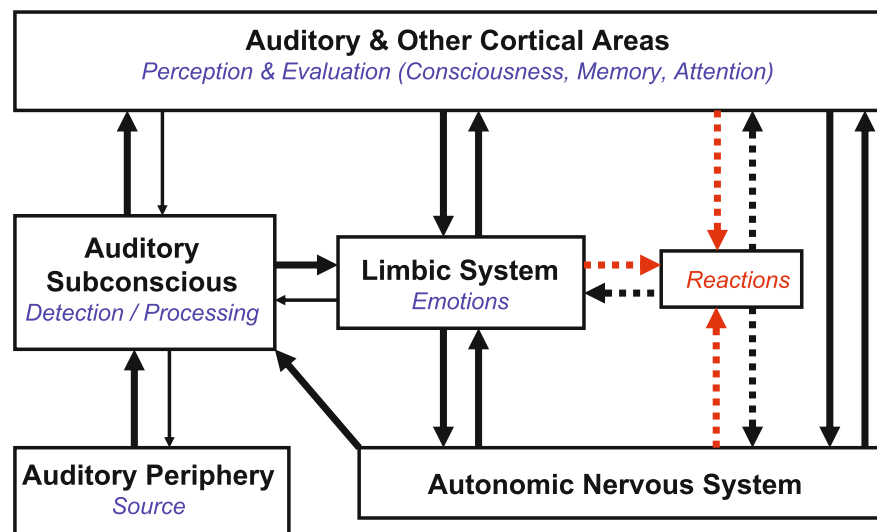 Auditory & Other Cortical Areas
Perception & Evaluation (Consciousness, Memory, Attention)
Auditory
Subconscious
Detection / Processing
Limbic System
Emotions
Reactions
Auditory Periphery
Source
Autonomic Nervous System